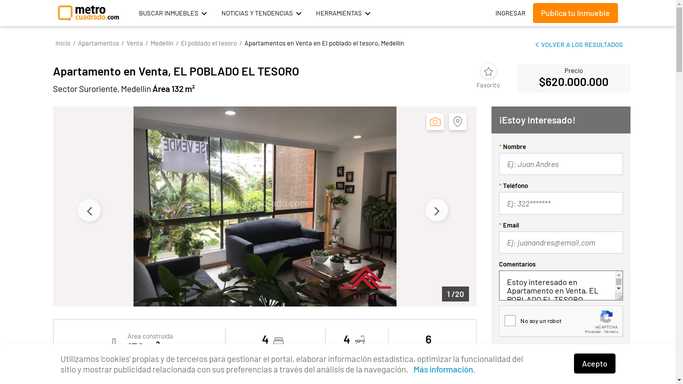 metro
cuadrado.com
BUSCAR INMUEBLES
NOTICIAS Y TENDENCIAS
HERRAMIENTAS
INGRESAR
Publica tu Inmueble
Inicio / Apartamentos / Venta / Medellín / El poblado el tesoro / Apartamentos en Venta en El poblado el tesoro, Medellín
VOLVER A LOS RESULTADOS
Apartamento en Venta, EL POBLADO EL TESORO
Sector Suroriente, Medellín Área 132 m²
Favorito
Precio
$620.000.000
SE VENDE
1 / 20
¡Estoy Interesado!
* Nombre
Ej: Juan Andres
* Teléfono
Ej: 322*******
* Email
Ej: juanandres@email.com
Comentarios
Estoy interesado en
Apartamento en Venta, EL
POBLADO EL TESORO
No soy un robot
reCAPTCHA
Privacidad - Términos
Área construida
4
4
6
Utilizamos 'cookies' propias y de terceros para gestionar el portal, elaborar información estadística, optimizar la funcionalidad del
sitio y mostrar publicidad relacionada con sus preferencias a través del análisis de la navegación. Más información.
Acepto